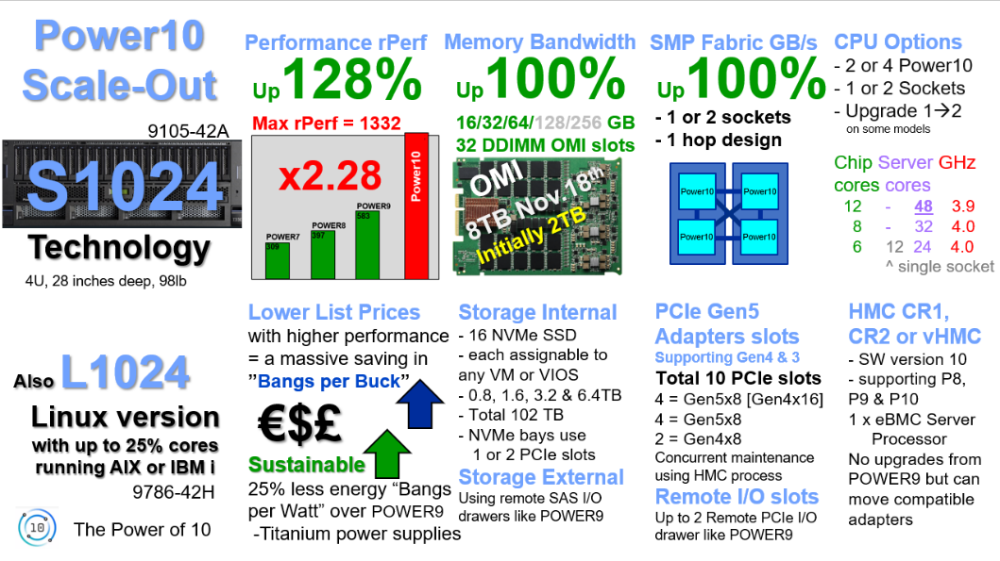 Power10
Scale-Out
9105-42A
S1024
Technology
4U, 28 inches deep, 98lb
Also L1024
Linux version
with up to 25% cores
running AIX or IBM i
9786-42H
10
The Power of 10
Performance rPerf
Up 128%
Max rPerf = 1332
x2.28
POWER7
309
POWER8
397
POWER9
583
Power10
Lower List Prices
with higher performance
= a massive saving in
”Bangs per Buck”
€$£
Sustainable
25% less energy “Bangs
per Watt” over POWER9
-Titanium power supplies
Memory Bandwidth
Up 100%
16/32/64/128/256 GB
32 DDIMM OMI slots
OMI
8TB Nov.18th
Initially 2TB
Storage Internal
- 16 NVMe SSD
- each assignable to
any VM or VIOS
- 0.8, 1.6, 3.2 & 6.4TB
- Total 102 TB
- NVMe bays use
1 or 2 PCIe slots
Storage External
Using remote SAS I/O
drawers like POWER9
SMP Fabric GB/s
Up 100%
- 1 or 2 sockets
- 1 hop design
Power10 Power10
Power10 Power10
PCIe Gen5
Adapters slots
Supporting Gen4 & 3
Total 10 PCIe slots
4 = Gen5x8 [Gen4x16]
4 = Gen5x8
2 = Gen4x8
Concurrent maintenance
using HMC process
Remote I/O slots
Up to 2 Remote PCIe I/O
drawer like POWER9
CPU Options
- 2 or 4 Power10
- 1 or 2 Sockets
- Upgrade 1→2
on some models
Chip Server GHz
cores cores
12 - 48 3.9
8 - 32 4.0
6 12 24 4.0
^ single socket
HMC CR1,
CR2 or vHMC
- SW version 10
- supporting P8,
P9 & P10
1 x eBMC Server
Processor
No upgrades from
POWER9 but can
move compatible
adapters